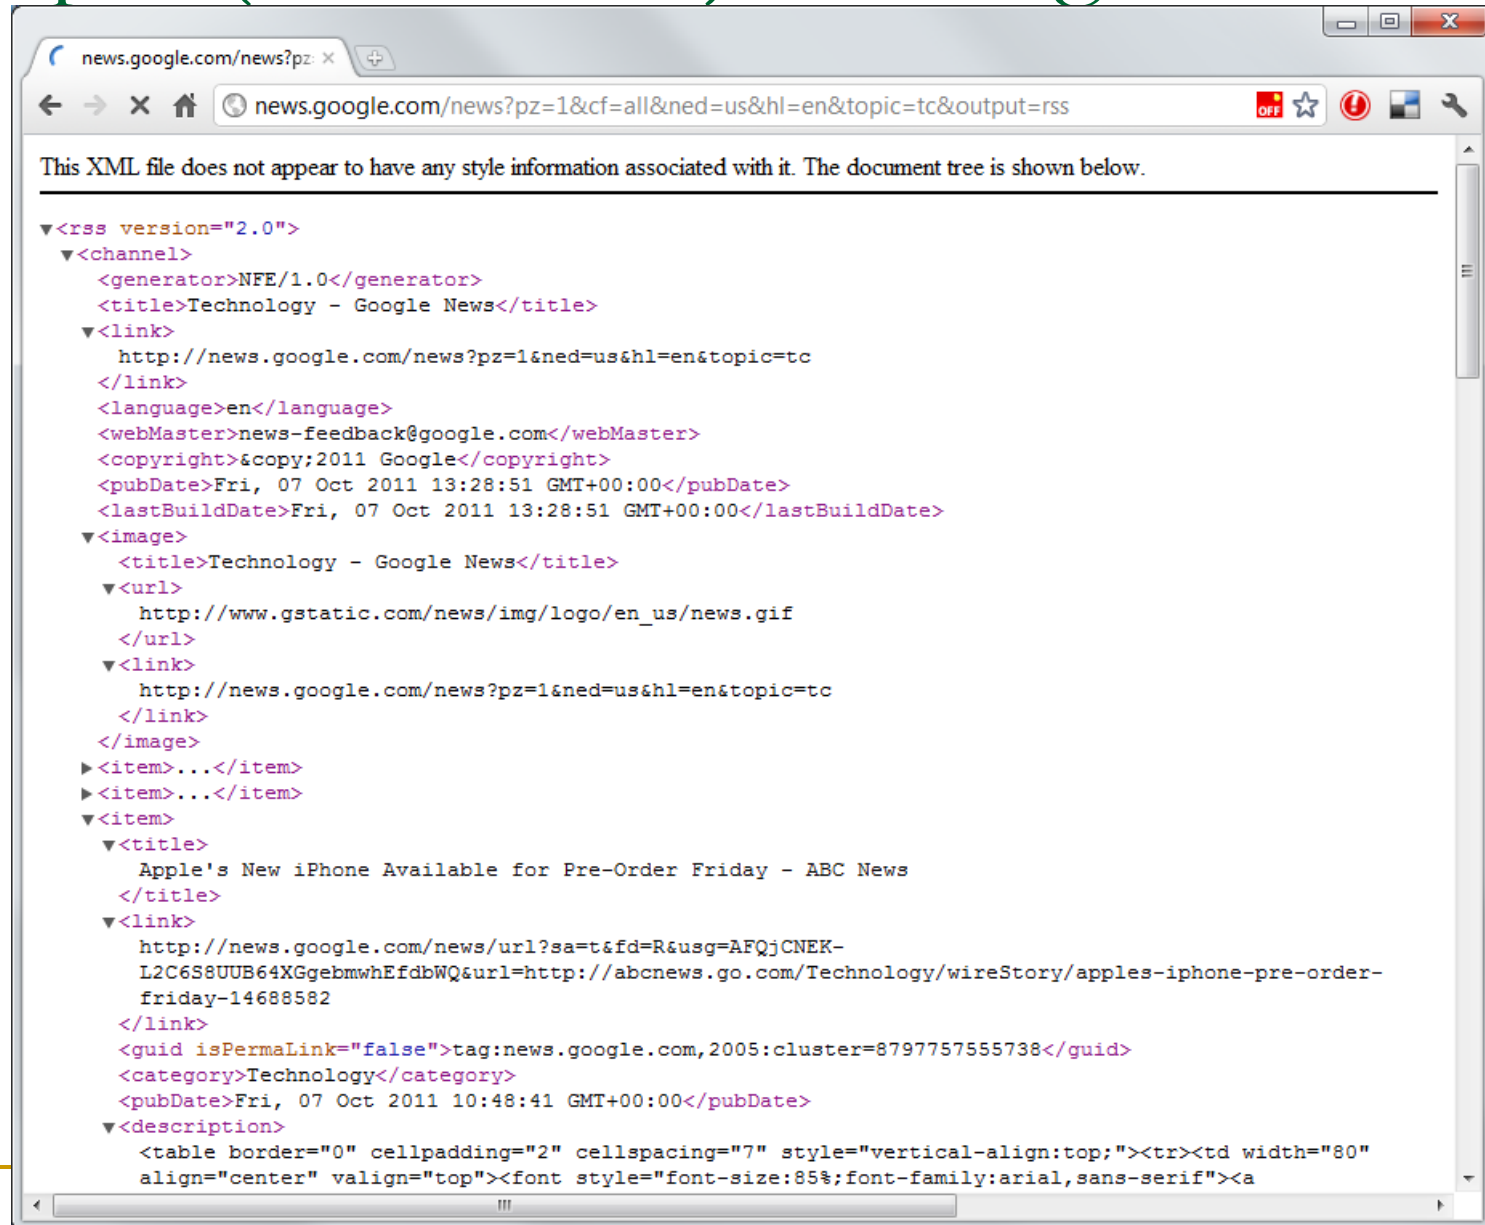 news.google.com/news?pz
news.google.com/news?pz=1&cf=all&ned=us&hl=en&topic=tc&output=rss
OFF
This XML file does not appear to have any style information associated with it. The document tree is shown below.
▼<rss version="2.0">
▼<channel>
<generator>NFE/1.0</generator>
<title>Technology - Google News</title>
▼<link>
http://news.google.com/news?pz=1&ned=us&hl=en&topic=tc
</link>
<language>en</language>
<webMaster>news-feedback@google.com</webMaster>
<copyright>&copy;2011 Google</copyright>
<pubDate>Fri, 07 Oct 2011 13:28:51 GMT+00:00</pubDate>
<lastBuildDate>Fri, 07 Oct 2011 13:28:51 GMT+00:00</lastBuildDate>
▼<image>
<title>Technology - Google News</title>
▼<url>
http://www.gstatic.com/news/img/logo/en_us/news.gif
</url>
▼<link>
http://news.google.com/news?pz=1&ned=us&hl=en&topic=tc
</link>
</image>
▶<item>...</item>
▶<item>...</item>
▼<item>
▼<title>
Apple's New iPhone Available for Pre-Order Friday - ABC News
</title>
▼<link>
http://news.google.com/news/url?sa=t&fd=R&usg=AFQjCNEK-
L2C6S8UUB64XGgebmwhEfdbWQ&url=http://abcnews.go.com/Technology/wireStory/apples-iphone-pre-order-
friday-14688582
</link>
<guid isPermaLink="false">tag:news.google.com,2005:cluster=8797757555738</guid>
<category>Technology</category>
<pubDate>Fri, 07 Oct 2011 10:48:41 GMT+00:00</pubDate>
▼<description>
<table border="0" cellpadding="2" cellspacing="7" style="vertical-align:top;"><tr><td width="80"
align="center" valign="top"><font style="font-size:85%;font-family:arial,sans-serif"><a